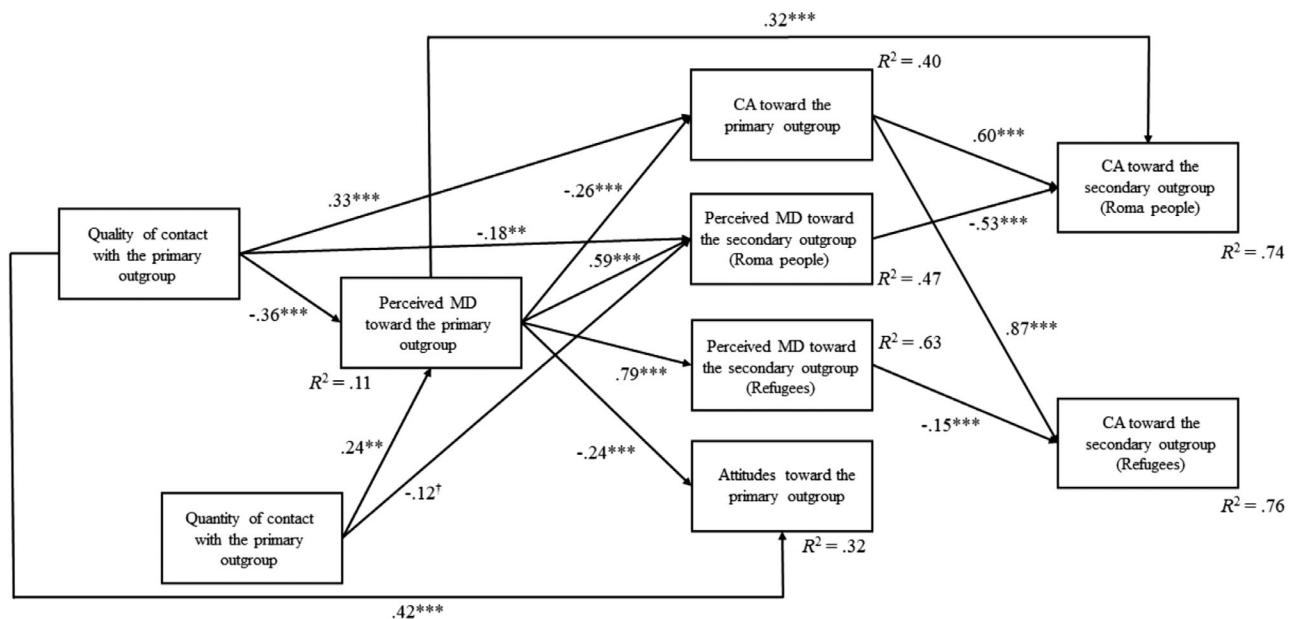 .32***
R² = .40
CA toward the
primary outgroup
.60***
CA toward the
secondary outgroup
(Roma people)
R² = .74
-.26***
.33***
Quality of contact
with the primary
outgroup
-.18**
Perceived MD toward
the secondary outgroup
(Roma people)
-.53***
R² = .47
.59***
-.36***
Perceived MD
toward the primary
outgroup
R² = .11
Perceived MD toward
the secondary outgroup
(Refugees)
R² = .63
.87***
.79***
-.15***
CA toward the
secondary outgroup
(Refugees)
R² = .76
.24**
-.24***
-.12†
Attitudes toward the
primary outgroup
R² = .32
Quantity of contact
with the primary
outgroup
.42***